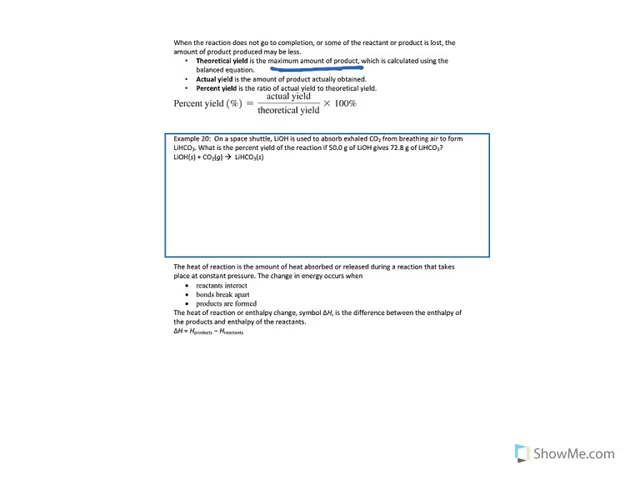 When the reaction does not go to completion, or some of the reactant or product is lost, the
amount of product produced may be less.
• Theoretical yield is the maximum amount of product, which is calculated using the
balanced equation.
• Actual yield is the amount of product actually obtained.
• Percent yield is the ratio of actual yield to theoretical yield.
Percent yield (%) = actual yield / theoretical yield × 100%
Example 20: On a space shuttle, LiOH is used to absorb exhaled CO₂ from breathing air to form
LiHCO₃. What is the percent yield of the reaction if 50.0 g of LiOH gives 72.8 g of LiHCO₃?
LiOH(s) + CO₂(g) → LiHCO₃(s)
The heat of reaction is the amount of heat absorbed or released during a reaction that takes
place at constant pressure. The change in energy occurs when
• reactants interact
• bonds break apart
• products are formed
The heat of reaction or enthalpy change, symbol ΔH, is the difference between the enthalpy of
the products and enthalpy of the reactants.
ΔH = Hproducts − Hreactants
ShowMe.com